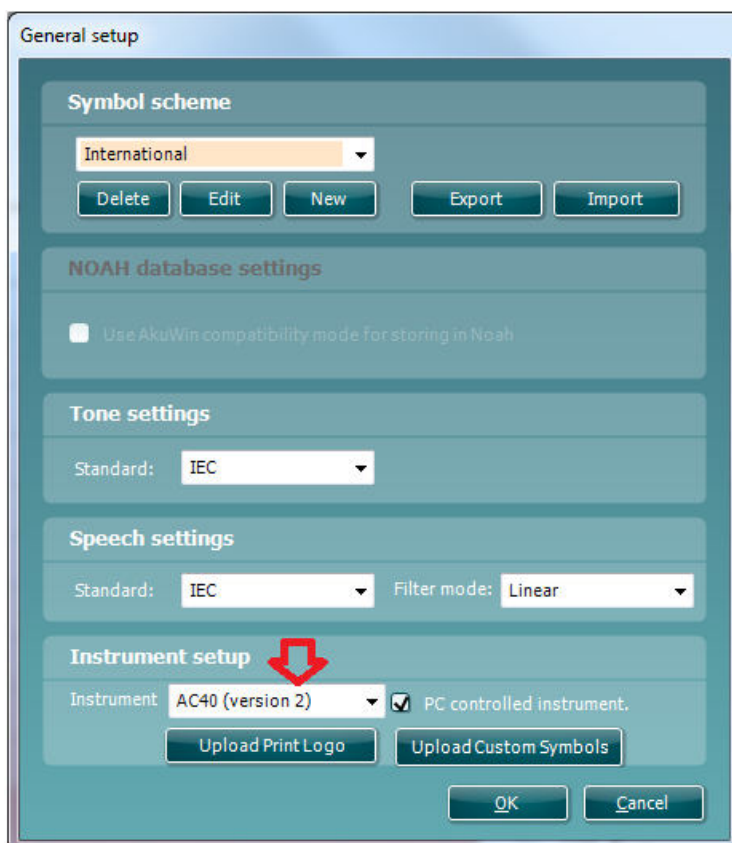 General setup
Symbol scheme
International
Delete Edit New Export Import
NOAH database settings
Use AkuWin compatibility mode for storing in Noah
Tone settings
Standard: IEC
Speech settings
Standard: IEC Filter mode: Linear
Instrument setup
Instrument AC40 (version 2) PC controlled instrument.
Upload Print Logo Upload Custom Symbols
OK Cancel